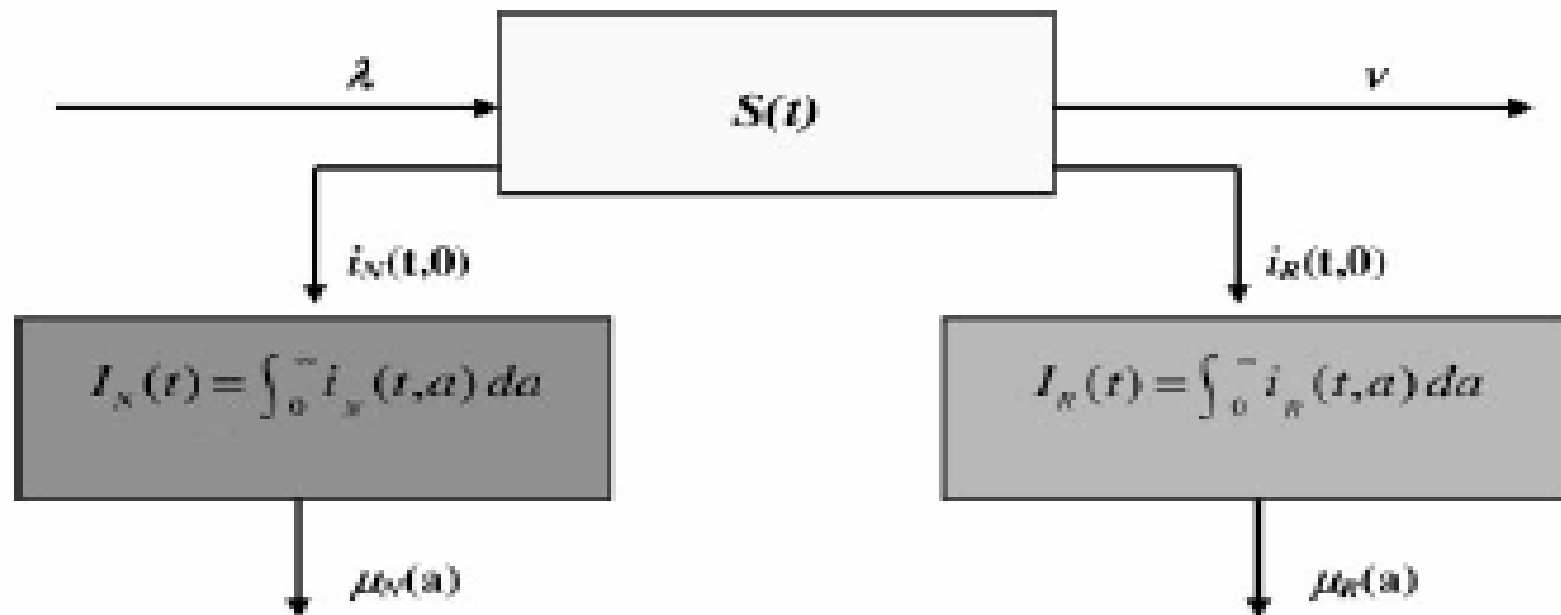 λ
ν
S(t)
i_N(t,0)
i_R(t,0)
I_N(t) = ∫_0^∞ i_N(t,a) da
I_R(t) = ∫_0^∞ i_R(t,a) da
μ_N(a)
μ_R(a)